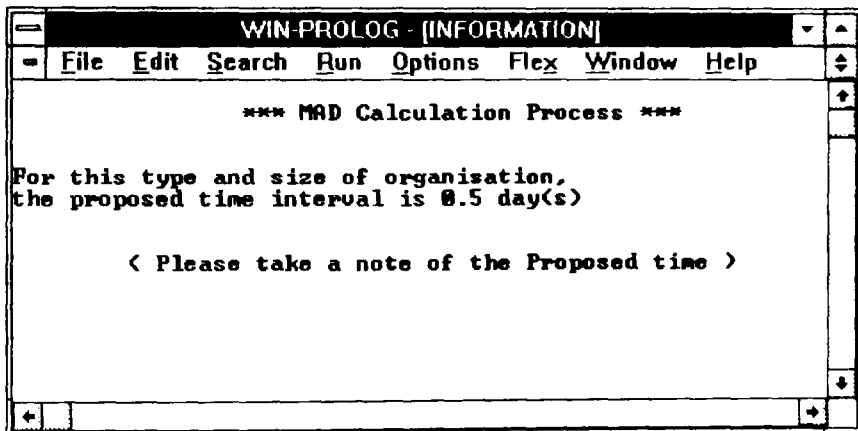 WIN-PROLOG - [INFORMATION]
File Edit Search Run Options Flex Window Help
*** MAD Calculation Process ***
For this type and size of organisation,
the proposed time interval is 0.5 day(s)
( Please take a note of the Proposed time )